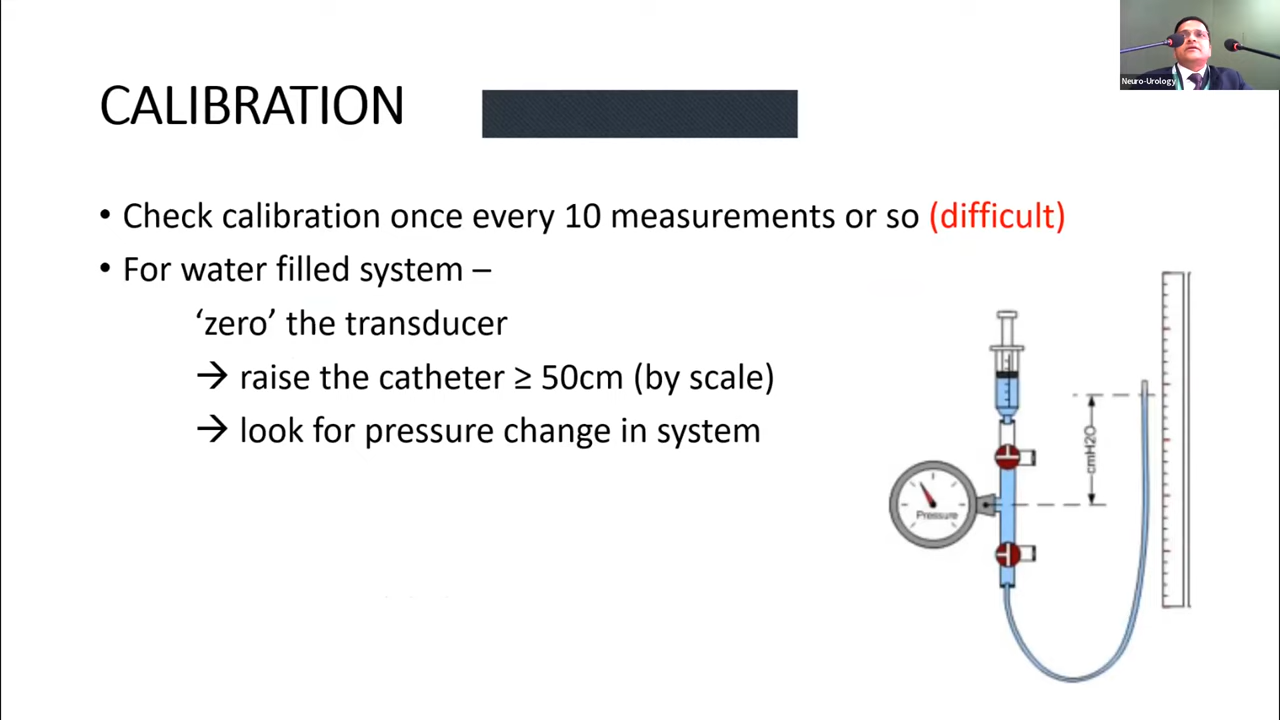 Neuro-Urology
CALIBRATION
• Check calibration once every 10 measurements or so (difficult)
• For water filled system –
‘zero’ the transducer
→ raise the catheter ≥ 50cm (by scale)
→ look for pressure change in system
cmH2O
Pressure